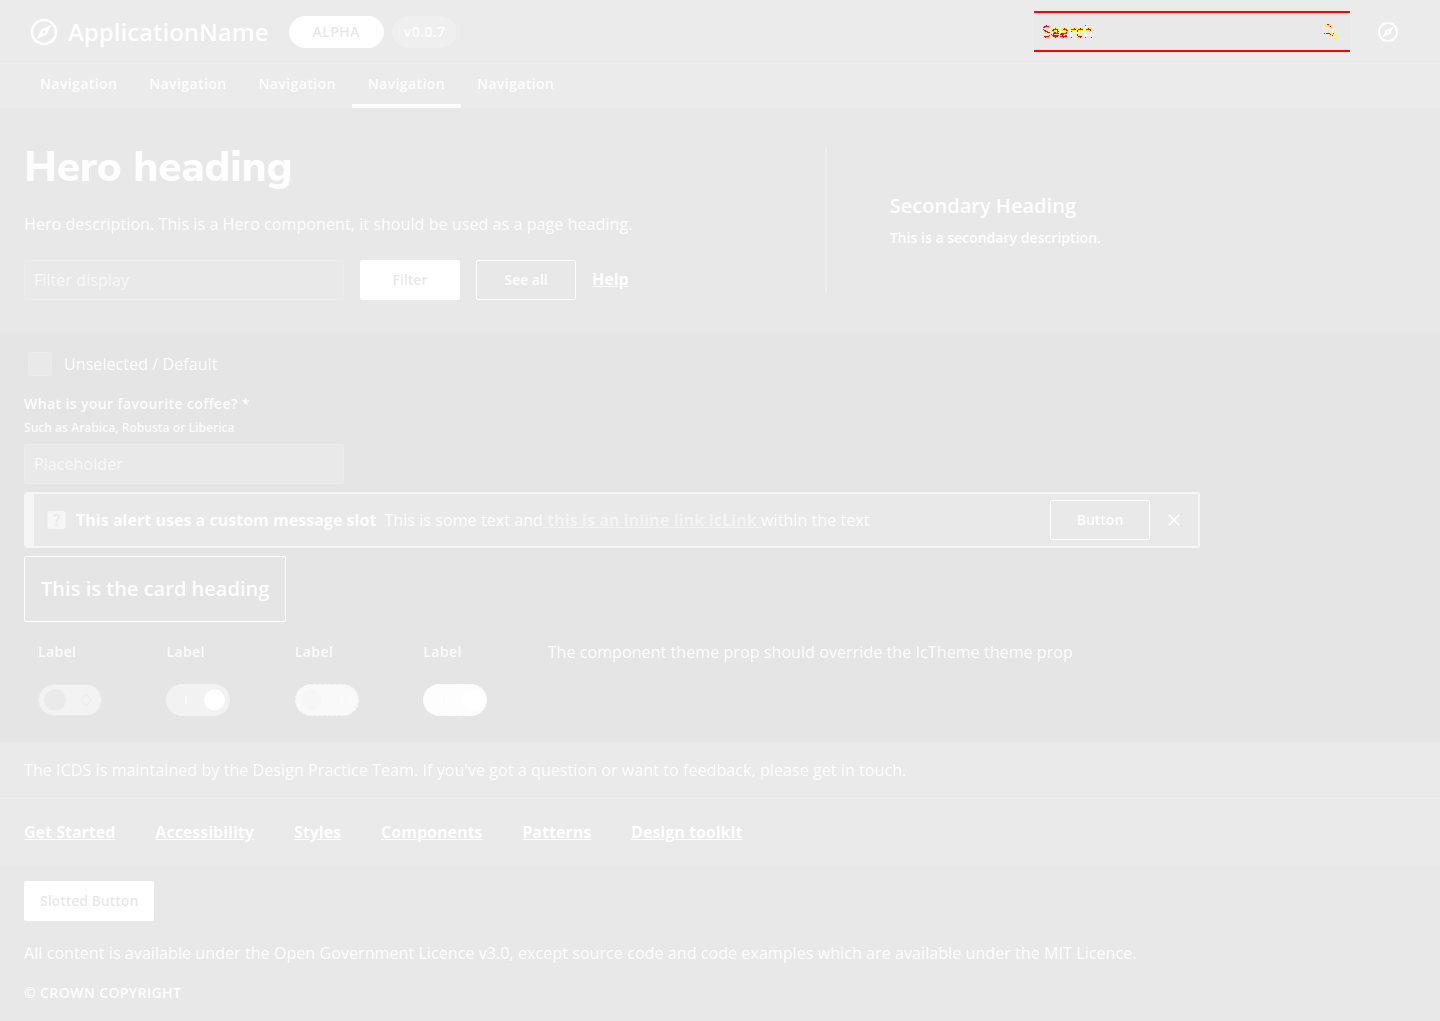 ApplicationName ALPHA v0.0.7 Search
Navigation Navigation Navigation Navigation Navigation
Hero heading
Secondary Heading
Hero description. This is a Hero component, it should be used as a page heading.
This is a secondary description.
Filter display Filter See all Help
Unselected / Default
What is your favourite coffee? *
Such as Arabica, Robusta or Liberica
Placeholder
This alert uses a custom message slot This is some text and this is an inline link IcLink within the text Button
This is the card heading
Label Label Label Label The component theme prop should override the IcTheme theme prop
The ICDS is maintained by the Design Practice Team. If you've got a question or want to feedback, please get in touch.
Get Started Accessibility Styles Components Patterns Design toolkit
Slotted Button
All content is available under the Open Government Licence v3.0, except source code and code examples which are available under the MIT Licence.
© CROWN COPYRIGHT